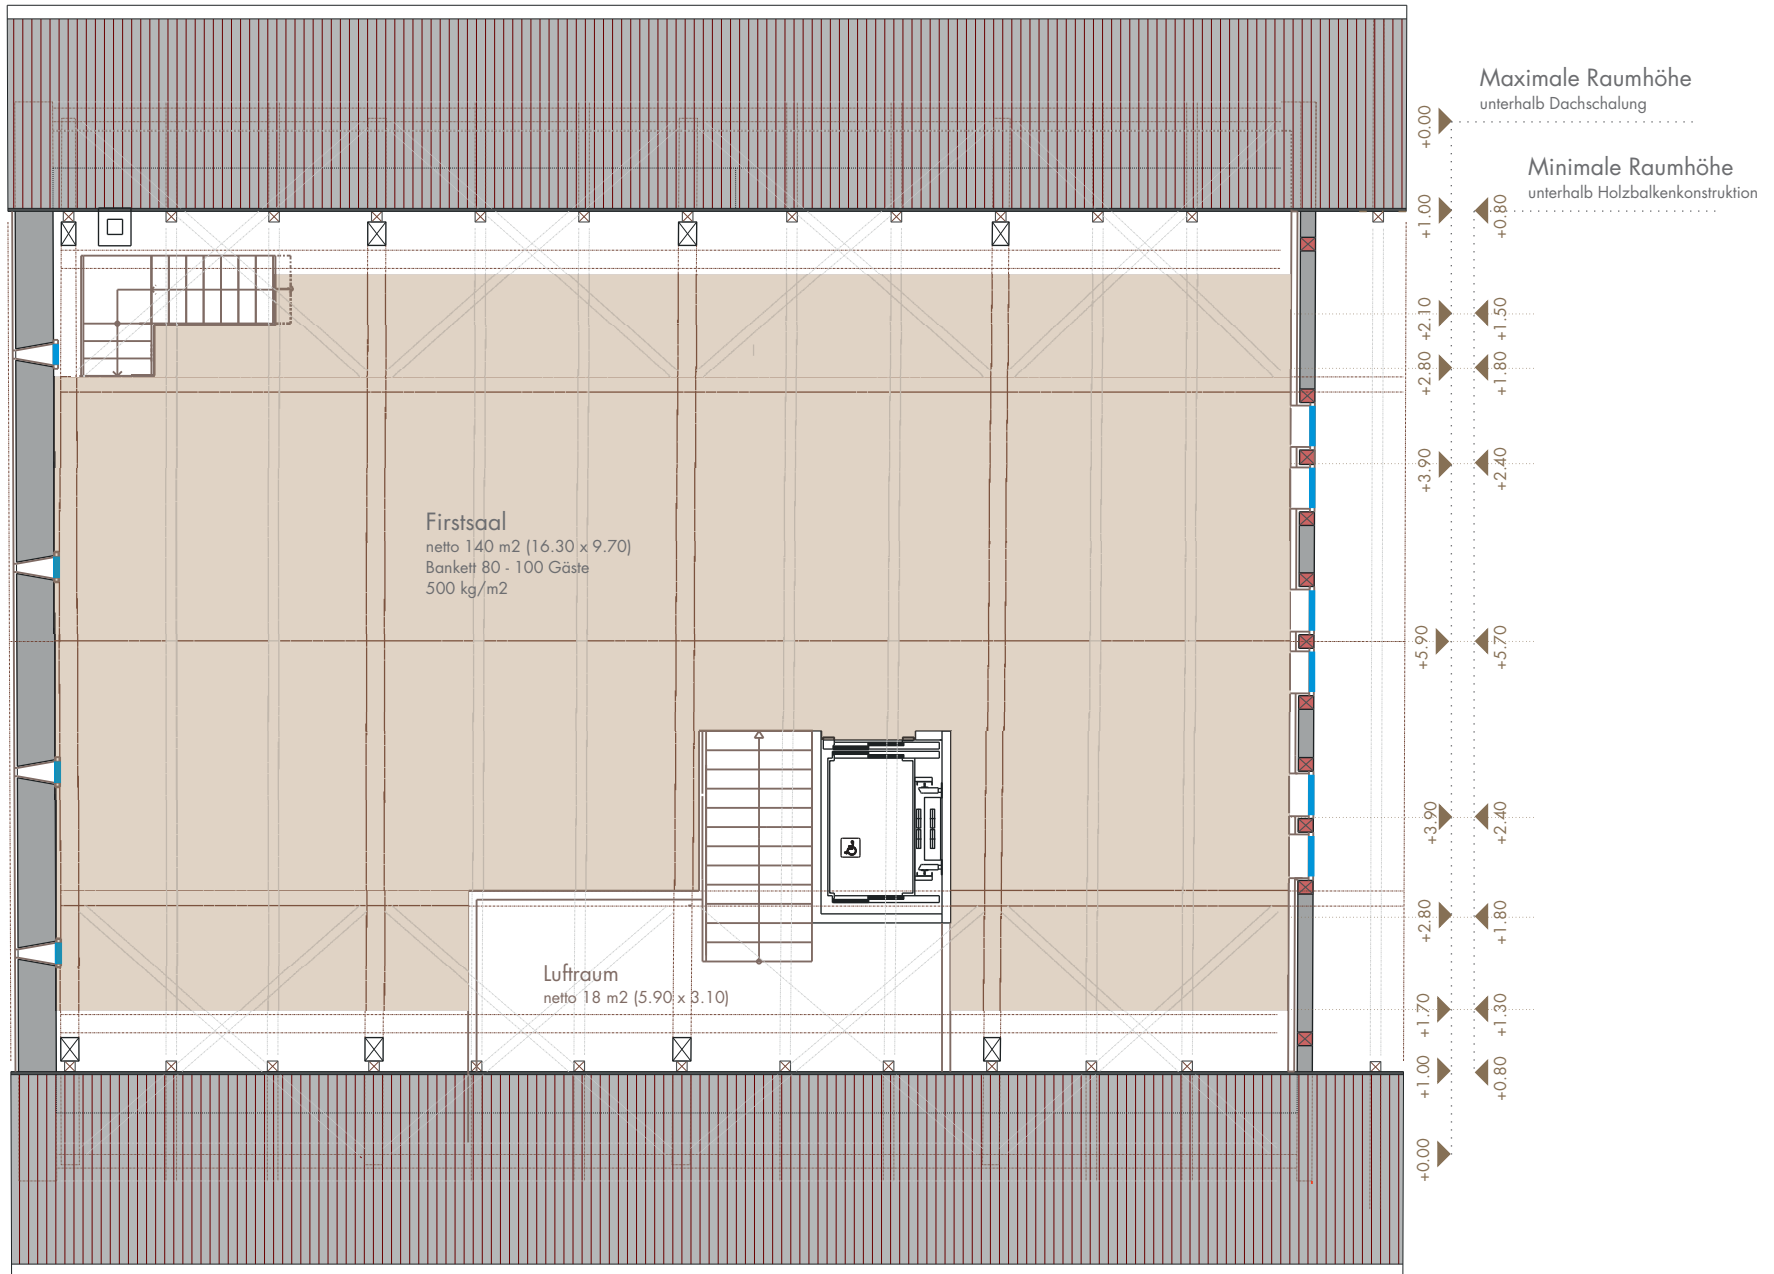 Maximale Raumhöhe
unterhalb Dachschalung
+0.00
Minimale Raumhöhe
unterhalb Holzbalkenkonstruktion
+1.00
+0.80
+2.10
+1.50
+2.80
+1.80
+3.90
+2.40
Firstsaal
netto 140 m2 (16.30 x 9.70)
Bankett 80 - 100 Gäste
500 kg/m2
+5.90
+5.70
+3.90
+2.40
+2.80
+1.80
Luftraum
netto 18 m2 (5.90 x 3.10)
+1.70
+1.30
+1.00
+0.80
+0.00